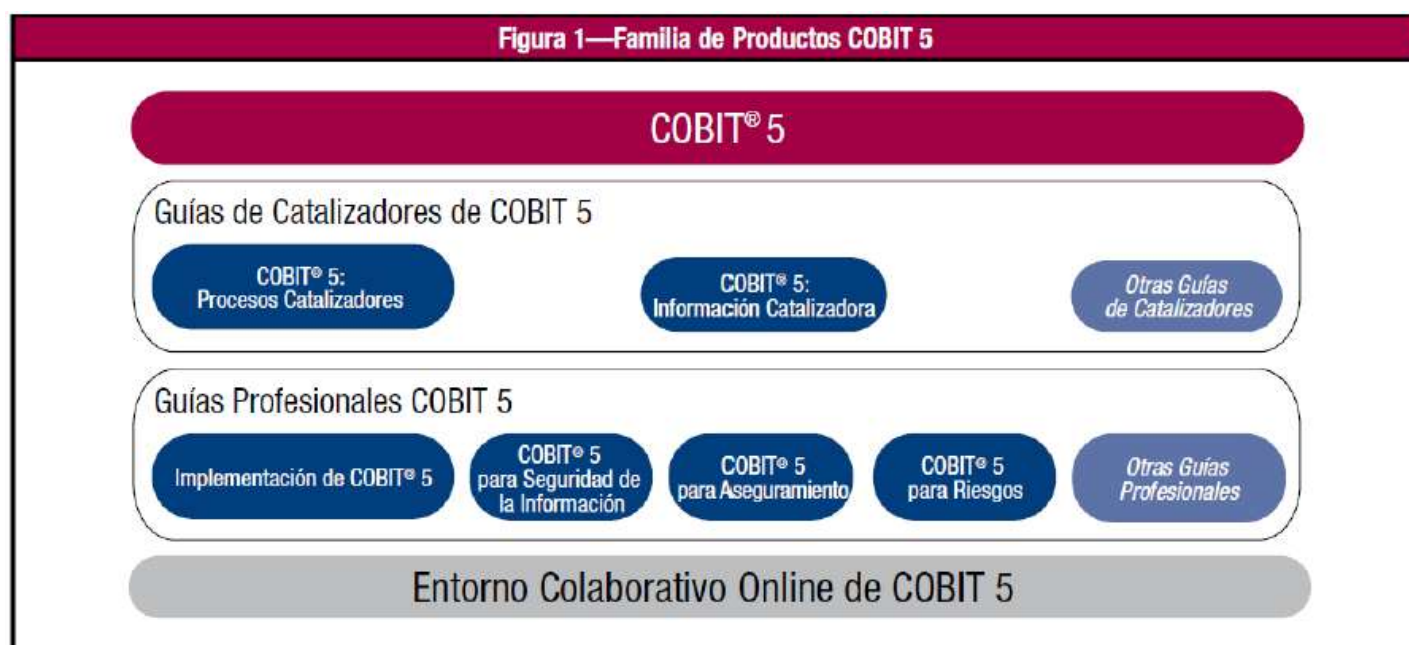 Figura 1—Familia de Productos COBIT 5
COBIT® 5
Guías de Catalizadores de COBIT 5
COBIT® 5:
Procesos Catalizadores
COBIT® 5:
Información Catalizadora
Otras Guías
de Catalizadores
Guías Profesionales COBIT 5
Implementación de COBIT® 5
COBIT® 5
para Seguridad de
la Información
COBIT® 5
para Aseguramiento
COBIT® 5
para Riesgos
Otras Guías
Profesionales
Entorno Colaborativo Online de COBIT 5